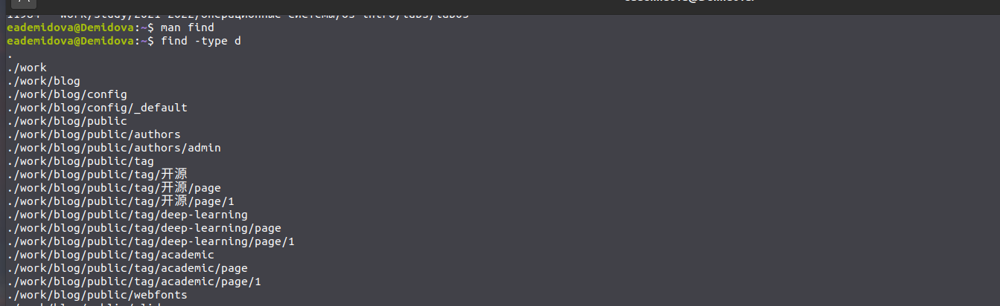 eademidova@Demidova:~$ man find
eademidova@Demidova:~$ find -type d
.
./work
./work/blog
./work/blog/config
./work/blog/config/_default
./work/blog/public
./work/blog/public/authors
./work/blog/public/authors/admin
./work/blog/public/tag
./work/blog/public/tag/开源
./work/blog/public/tag/开源/page
./work/blog/public/tag/开源/page/1
./work/blog/public/tag/deep-learning
./work/blog/public/tag/deep-learning/page
./work/blog/public/tag/deep-learning/page/1
./work/blog/public/tag/academic
./work/blog/public/tag/academic/page
./work/blog/public/tag/academic/page/1
./work/blog/public/webfonts